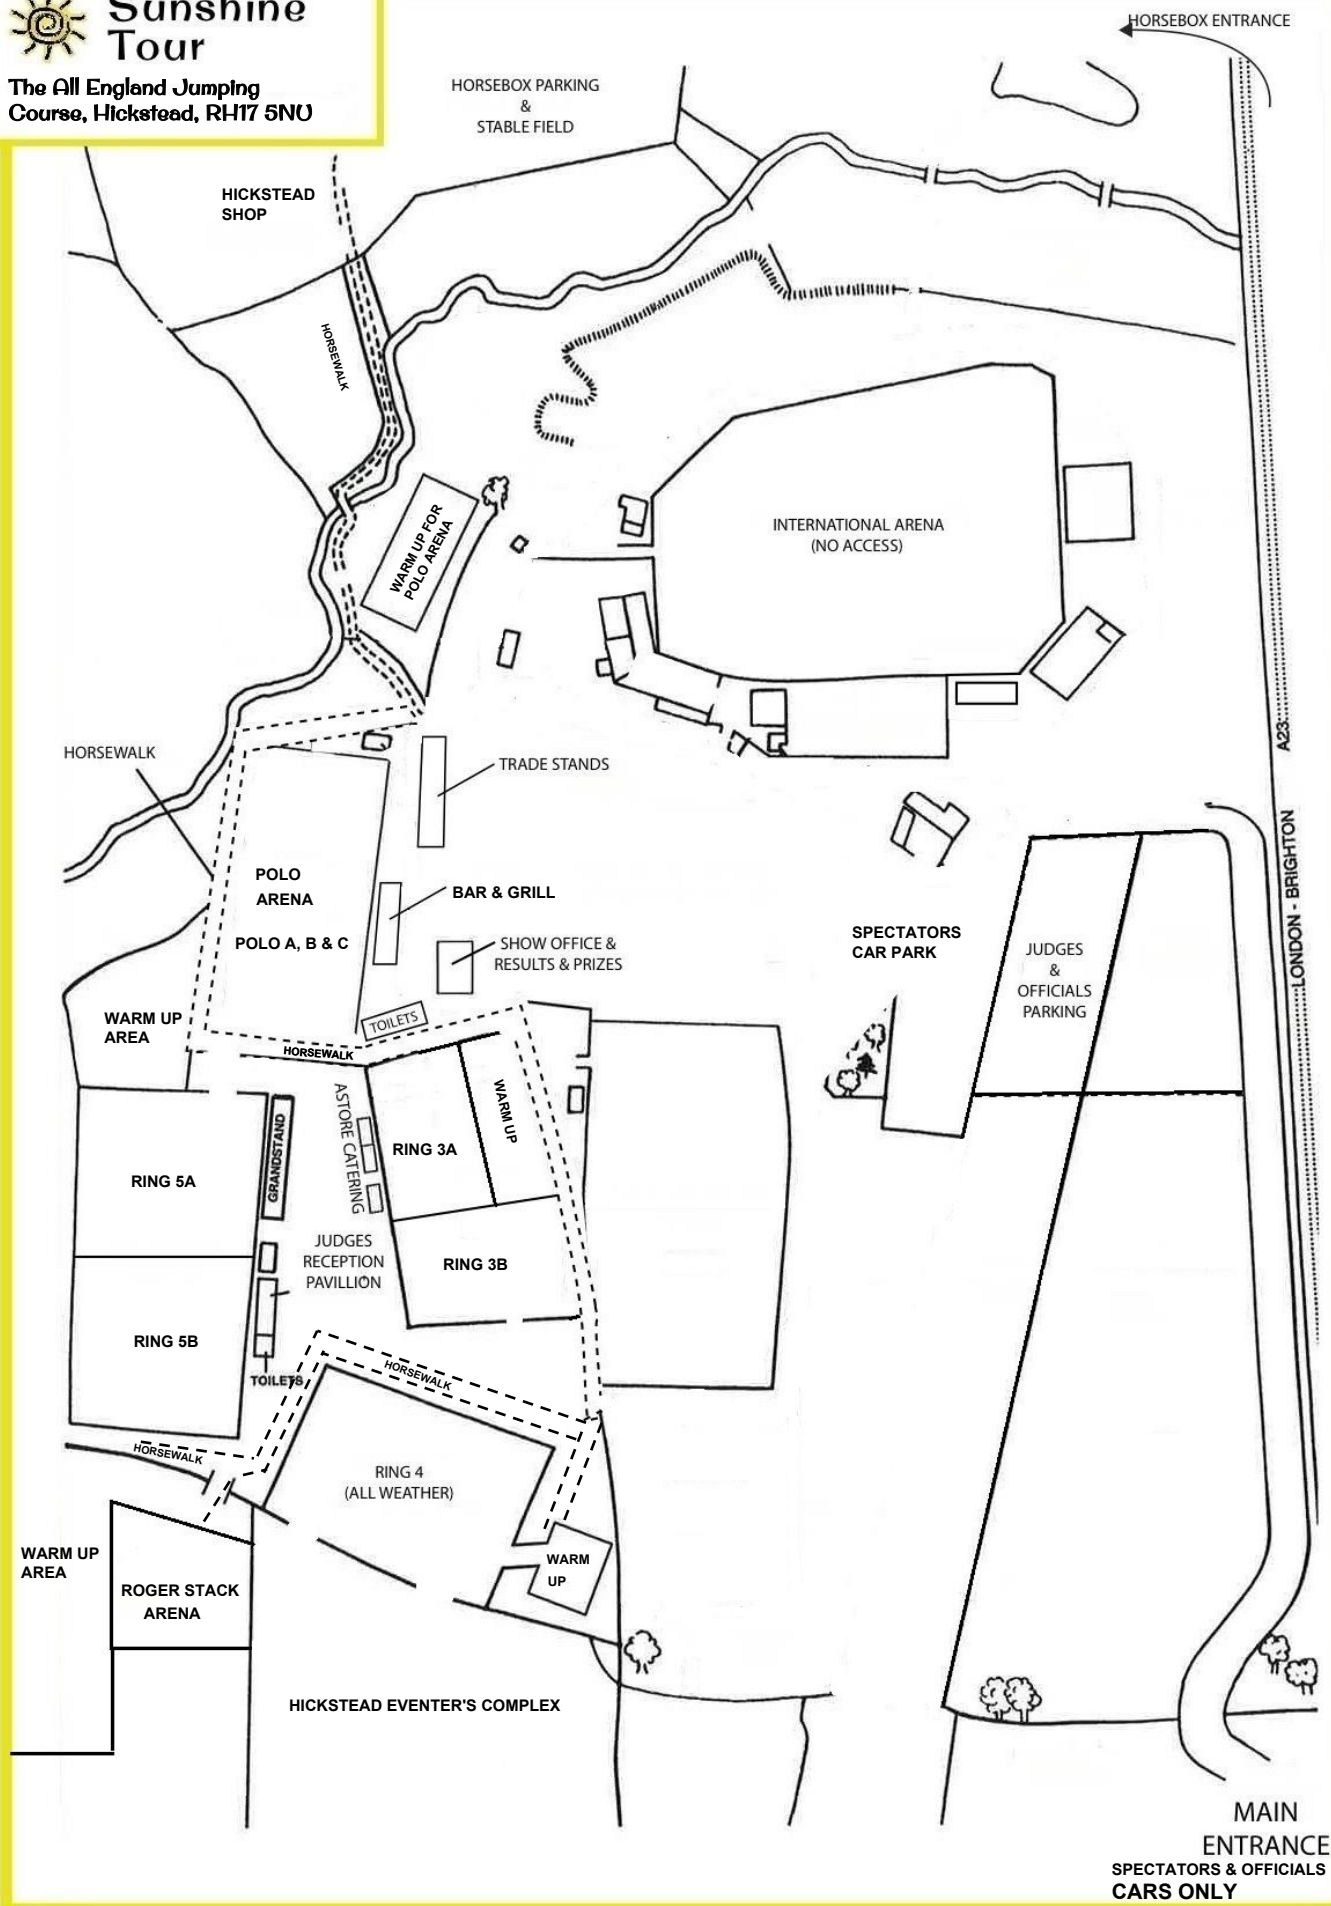 Sunshine
Tour
The All England Jumping
Course, Hickstead, RH17 5NU
HORSEBOX ENTRANCE
HORSEBOX PARKING
&
STABLE FIELD
HICKSTEAD
SHOP
HORSEWALK
WARM UP FOR
POLO ARENA
INTERNATIONAL ARENA
(NO ACCESS)
A23
LONDON - BRIGHTON
HORSEWALK
TRADE STANDS
POLO
ARENA
POLO A, B & C
BAR & GRILL
SHOW OFFICE &
RESULTS & PRIZES
SPECTATORS
CAR PARK
JUDGES
&
OFFICIALS
PARKING
WARM UP
AREA
TOILETS
HORSEWALK
WARM UP
ASTORE CATERING
GRANDSTAND
RING 3A
RING 5A
JUDGES
RECEPTION
PAVILLION
RING 3B
RING 5B
TOILETS
HORSEWALK
HORSEWALK
RING 4
(ALL WEATHER)
WARM UP
AREA
ROGER STACK
ARENA
WARM
UP
HICKSTEAD EVENTER'S COMPLEX
MAIN
ENTRANCE
SPECTATORS & OFFICIALS
CARS ONLY